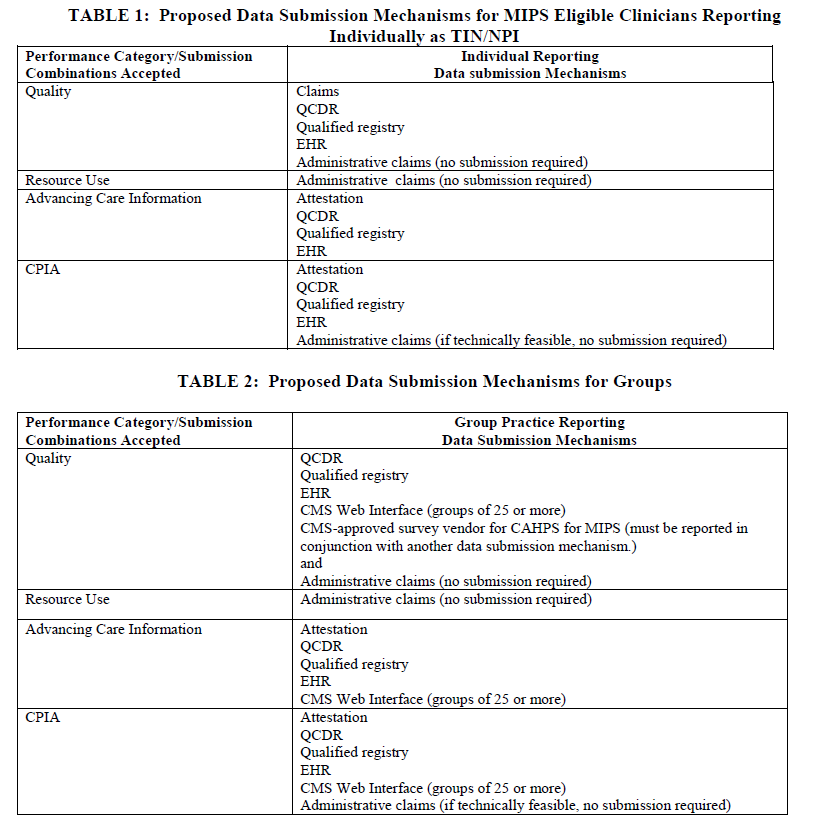 TABLE 1: Proposed Data Submission Mechanisms for MIPS Eligible Clinicians Reporting
Individually as TIN/NPI
Performance Category/Submission
Combinations Accepted
Individual Reporting
Data submission Mechanisms
Quality
Claims
QCDR
Qualified registry
EHR
Administrative claims (no submission required)
Resource Use
Administrative claims (no submission required)
Advancing Care Information
Attestation
QCDR
Qualified registry
EHR
CPIA
Attestation
QCDR
Qualified registry
EHR
Administrative claims (if technically feasible, no submission required)
TABLE 2: Proposed Data Submission Mechanisms for Groups
Performance Category/Submission
Combinations Accepted
Group Practice Reporting
Data Submission Mechanisms
Quality
QCDR
Qualified registry
EHR
CMS Web Interface (groups of 25 or more)
CMS-approved survey vendor for CAHPS for MIPS (must be reported in
conjunction with another data submission mechanism.)
and
Administrative claims (no submission required)
Resource Use
Administrative claims (no submission required)
Advancing Care Information
Attestation
QCDR
Qualified registry
EHR
CMS Web Interface (groups of 25 or more)
CPIA
Attestation
QCDR
Qualified registry
EHR
CMS Web Interface (groups of 25 or more)
Administrative claims (if technically feasible, no submission required)